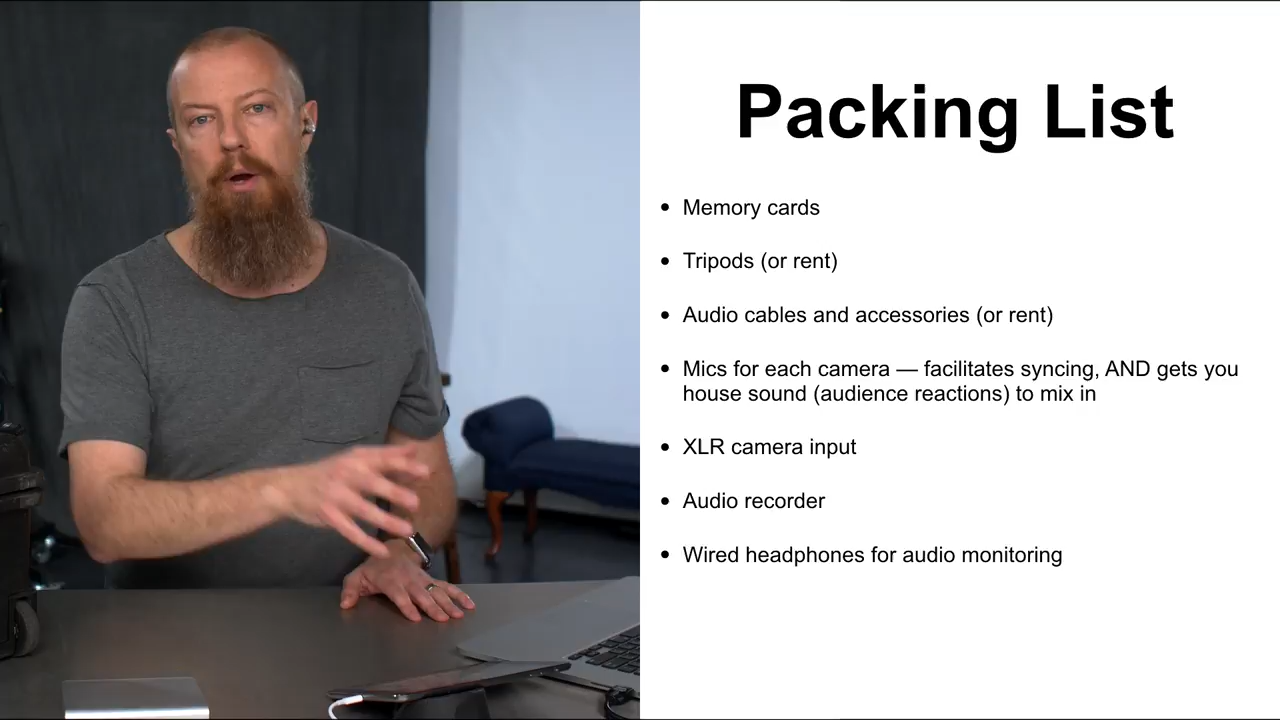 Packing List
• Memory cards
• Tripods (or rent)
• Audio cables and accessories (or rent)
• Mics for each camera — facilitates syncing, AND gets you
house sound (audience reactions) to mix in
• XLR camera input
• Audio recorder
• Wired headphones for audio monitoring